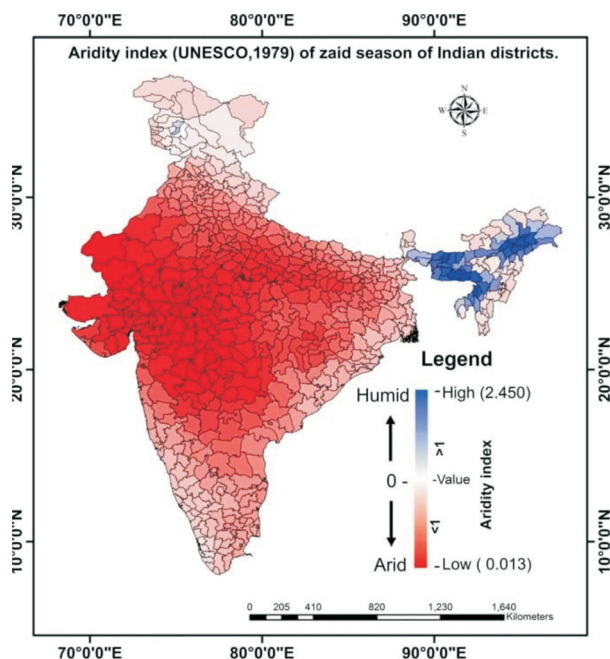 70°0'0"E 80°0'0"E 90°0'0"E
Aridity index (UNESCO,1979) of zaid season of Indian districts.
N
W E
S
30°0'0"N 30°0'0"N
Legend
20°0'0"N 20°0'0"N
Humid - High (2.450)
>1
0 - -Value
Aridity index
<1
Arid - Low ( 0.013)
10°0'0"N 10°0'0"N
0 205 410 820 1,230 1,640
Kilometers
70°0'0"E 80°0'0"E 90°0'0"E